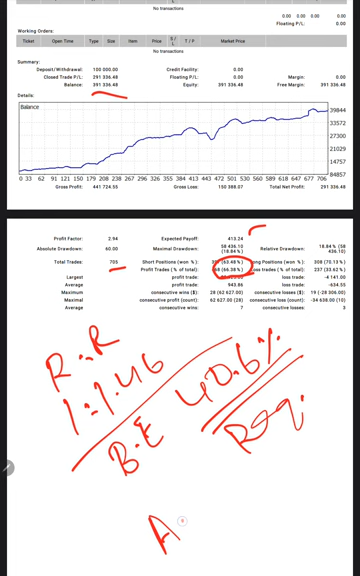 No transactions
0.00 0.00 0.00 0.00
Floating P/L: 0.00
Working Orders:
Ticket Open Time Type Size Item Price S / L T / P Market Price
No transactions
Summary:
Deposit/Withdrawal: 100 000.00 Credit Facility: 0.00
Closed Trade P/L: 291 336.48 Floating P/L: 0.00 Margin: 0.00
Balance: 391 336.48 Equity: 391 336.48 Free Margin: 391 336.48
Details:
Balance
39844
33572
27300
21029
14757
84857
0 33 62 91 121 150 179 208 238 267 296 326 355 384 413 443 472 501 530 560 589 618 647 677 706
Gross Profit: 441 724.55 Gross Loss: 150 388.07 Total Net Profit: 291 336.48
Profit Factor: 2.94 Expected Payoff: 413.24
Absolute Drawdown: 60.00 Maximal Drawdown: 58 436.10 (18.84%) Relative Drawdown: 18.84% (58 436.10)
Total Trades: 705 Short Positions (won %): (63.48%) Long Positions (won %): 308 (70.13%)
Profit Trades (% of total): (66.38%) Loss trades (% of total): 237 (33.62%)
Largest profit trade: loss trade: -4 141.00
Average profit trade: 943.86 loss trade: -634.55
Maximum consecutive wins ($): 28 (62 627.00) consecutive losses ($): 19 (-28 306.00)
Maximal consecutive profit (count): 62 627.00 (28) consecutive loss (count): -34 658.00 (10)
Average consecutive wins: 7 consecutive losses: 3
R:R
1:1.46
B.E 40.6%
R
A